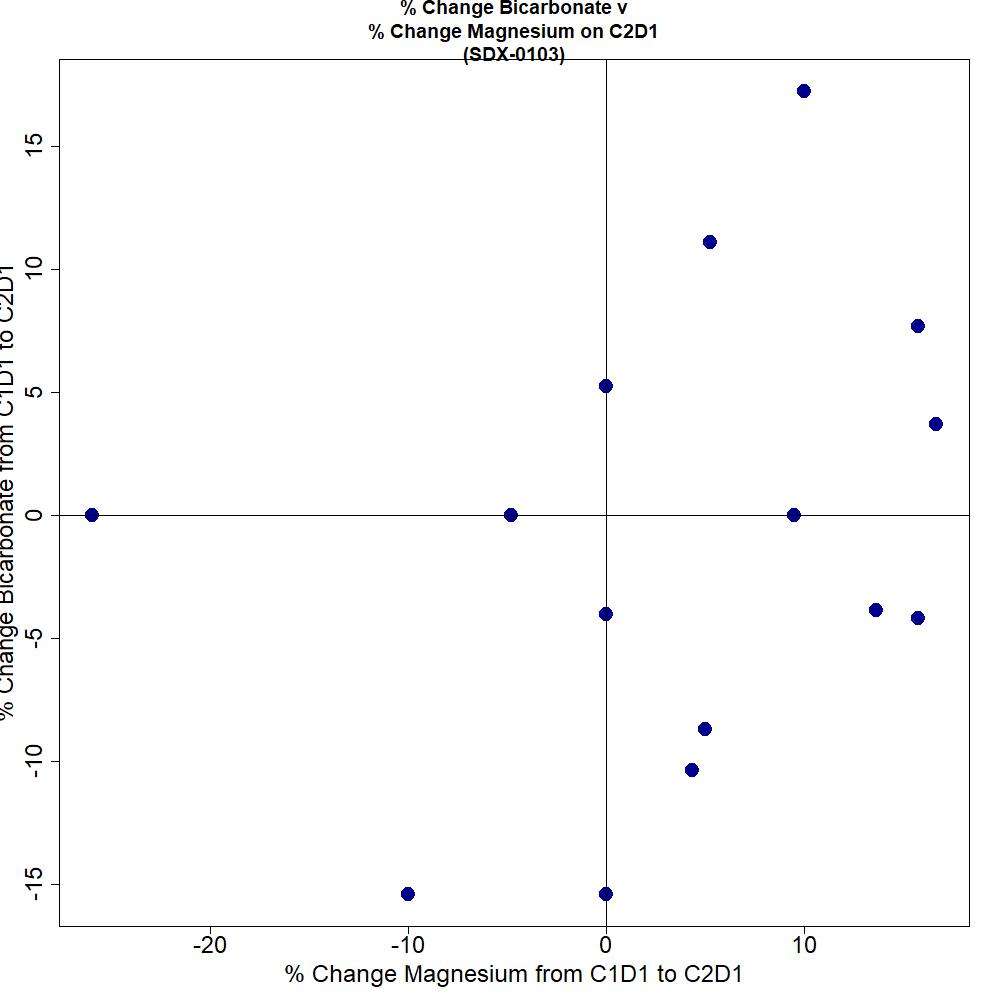 % Change Bicarbonate v
% Change Magnesium on C2D1
(SDX-0103)
% Change Bicarbonate from C1D1 to C2D1
15
10
5
0
-5
-10
-15
-20
-10
0
10
% Change Magnesium from C1D1 to C2D1